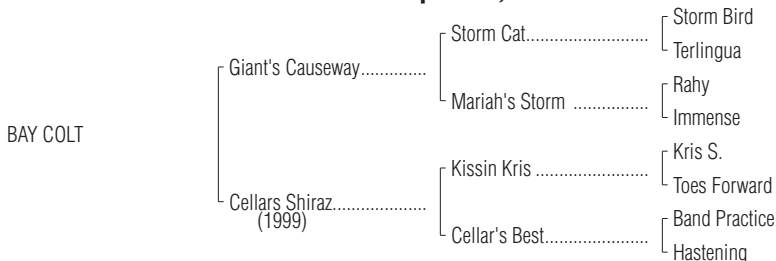 Storm Bird
Storm Cat..............................
Terlingua
Giant's Causeway..............
Rahy
Mariah's Storm ..................
Immense
BAY COLT
Kris S.
Kissin Kris ...........................
Toes Forward
Cellars Shiraz....................
(1999)
Band Practice
Cellar's Best.........................
Hastening